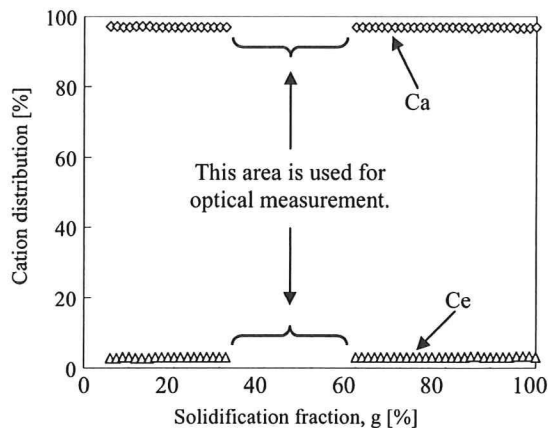 100
80
60
40
20
0
Cation distribution [%]
Ca
This area is used for
optical measurement.
Ce
0 20 40 60 80 100
Solidification fraction, g [%]